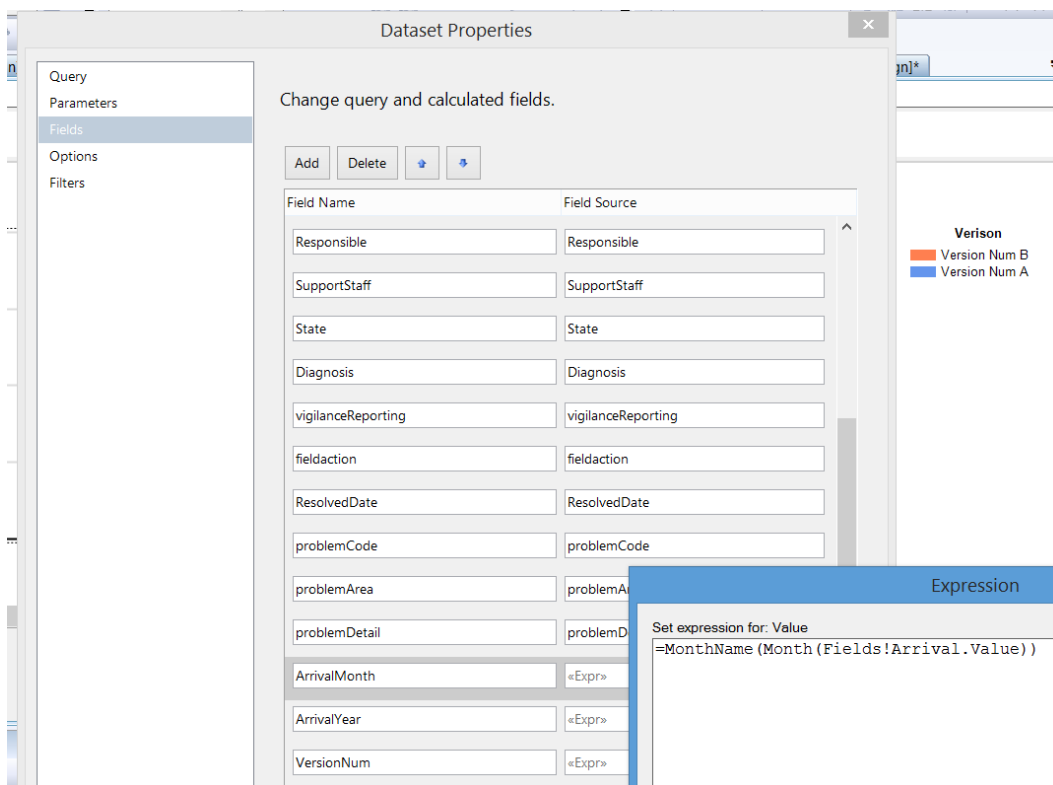 Dataset Properties
gn]*
Query
Parameters
Fields
Options
Filters
Change query and calculated fields.
Add Delete
Field Name Field Source
Responsible Responsible
SupportStaff SupportStaff
State State
Diagnosis Diagnosis
vigilanceReporting vigilanceReporting
fieldaction fieldaction
ResolvedDate ResolvedDate
problemCode problemCode
problemArea problemAr
problemDetail problemD
ArrivalMonth «Expr»
ArrivalYear «Expr»
VersionNum «Expr»
Verison
Version Num B
Version Num A
Expression
Set expression for: Value
=MonthName(Month(Fields!Arrival.Value))